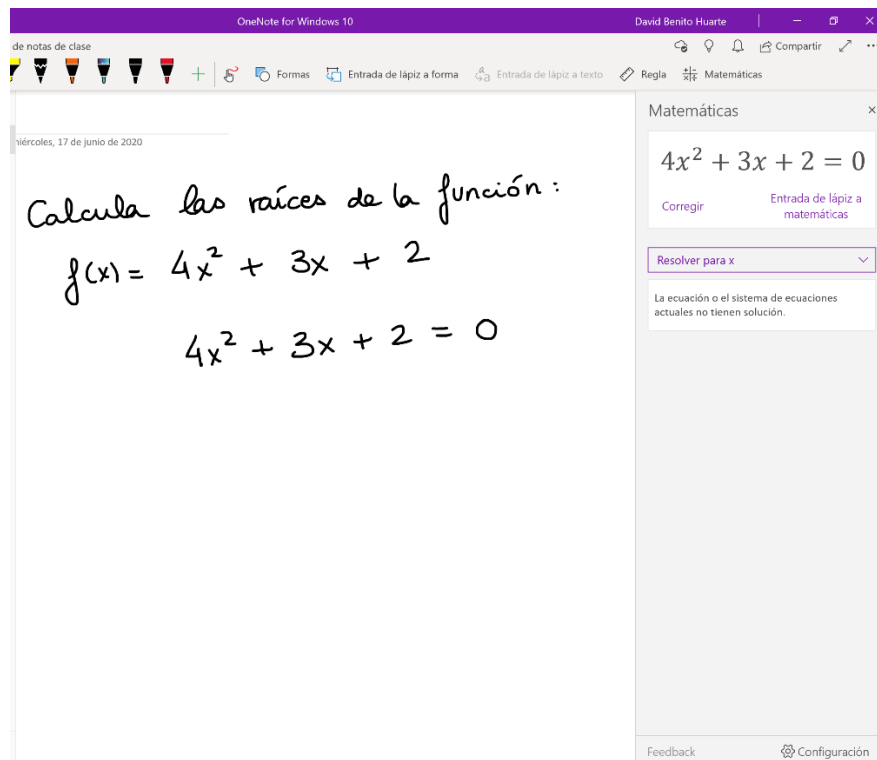 OneNote for Windows 10
David Benito Huarte
de notas de clase
Compartir
Formas
Entrada de lápiz a forma
Entrada de lápiz a texto
Regla
Matemáticas
miércoles, 17 de junio de 2020
Calcula las raíces de la función:
f(x) = 4x² + 3x + 2
4x² + 3x + 2 = 0
Matemáticas
4x² + 3x + 2 = 0
Corregir
Entrada de lápiz a
matemáticas
Resolver para x
La ecuación o el sistema de ecuaciones
actuales no tienen solución.
Feedback
Configuración